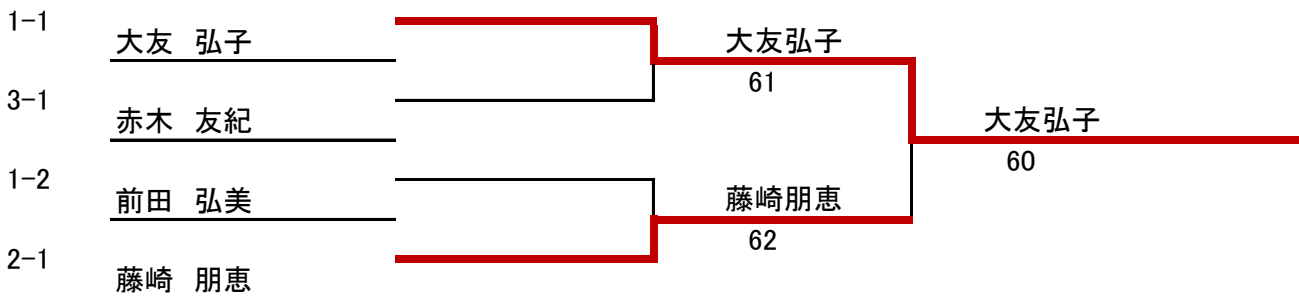 1-1
大友　弘子
大友弘子
61
3-1
赤木　友紀
大友弘子
60
1-2
前田　弘美
藤崎朋恵
62
2-1
藤崎　朋恵